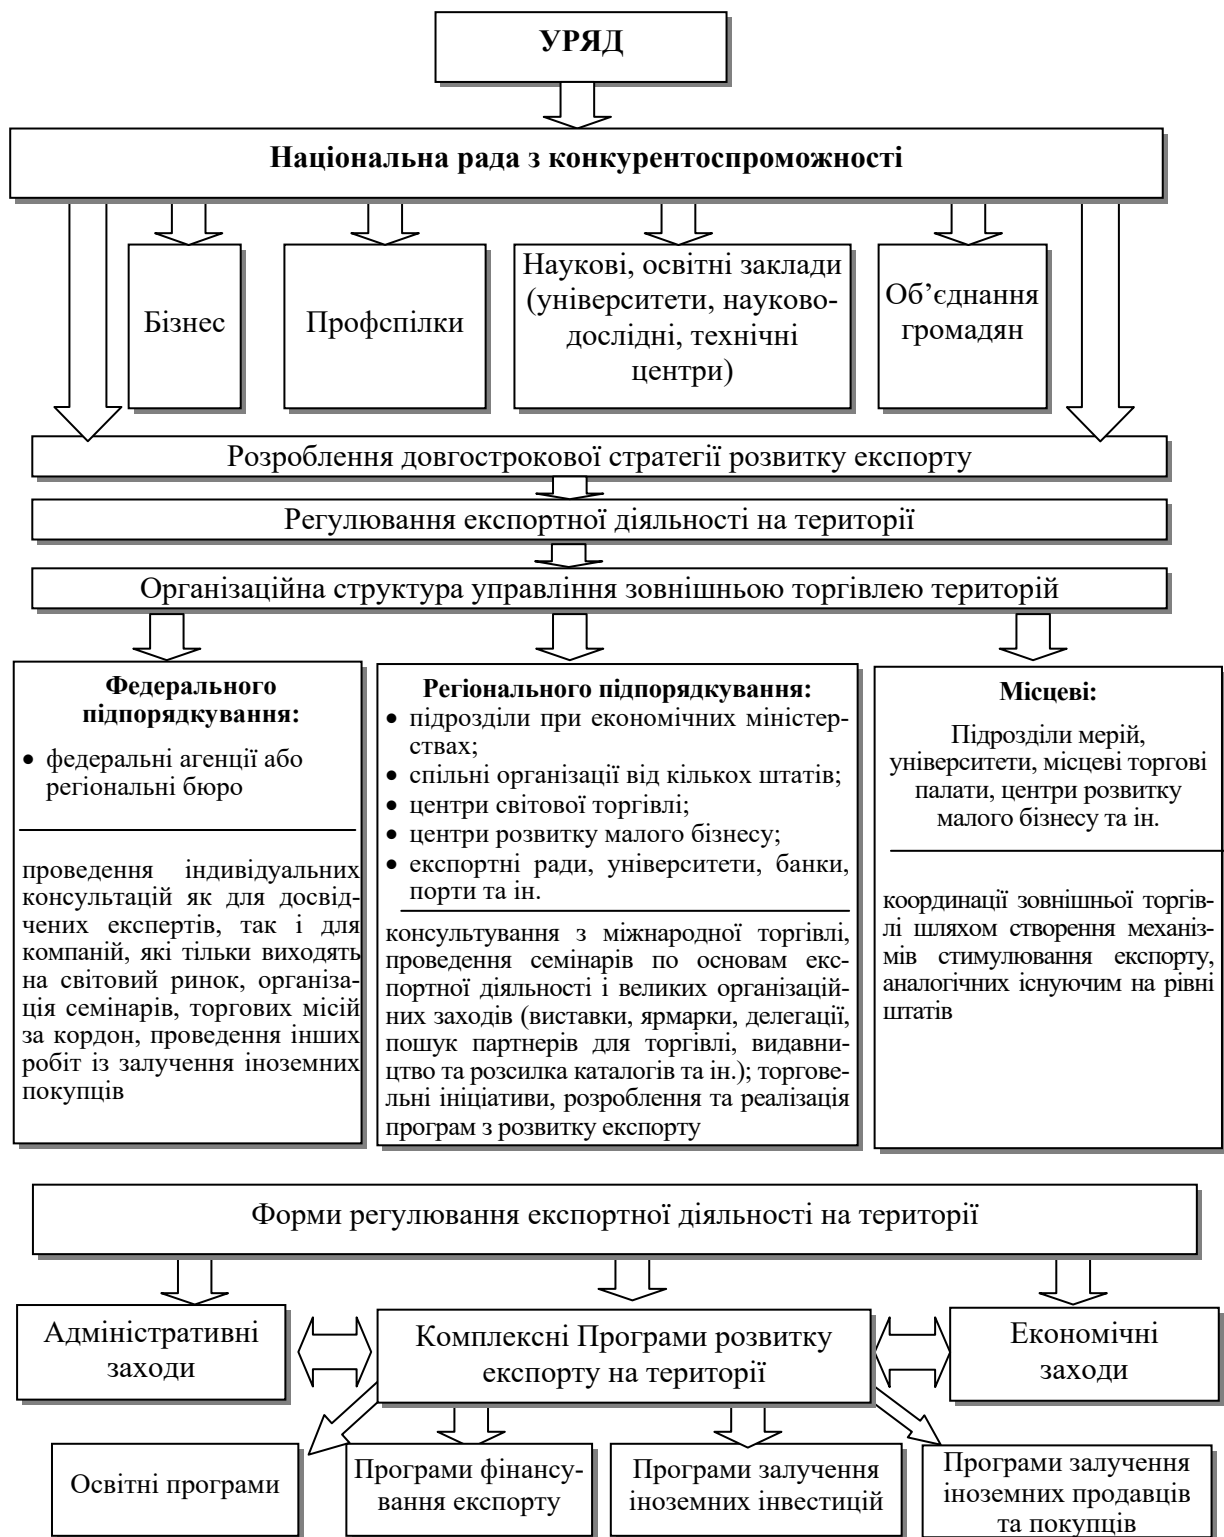 УРЯД
Національна рада з конкурентоспроможності
Бізнес
Профспілки
Наукові, освітні заклади
(університети, науково-
дослідні, технічні
центри)
Об’єднання
громадян
Розроблення довгострокової стратегії розвитку експорту
Регулювання експортної діяльності на території
Організаційна структура управління зовнішньою торгівлею територій
Федерального
підпорядкування:
• федеральні агенції або
регіональні бюро
проведення індивідуальних
консультацій як для досвід-
чених експертів, так і для
компаній, які тільки виходять
на світовий ринок, організа-
ція семінарів, торгових місій
за кордон, проведення інших
робіт із залучення іноземних
покупців
Регіонального підпорядкування:
• підрозділи при економічних міністер-
ствах;
• спільні організації від кількох штатів;
• центри світової торгівлі;
• центри розвитку малого бізнесу;
• експортні ради, університети, банки,
порти та ін.
консультування з міжнародної торгівлі,
проведення семінарів по основам екс-
портної діяльності і великих організацій-
них заходів (виставки, ярмарки, делегації,
пошук партнерів для торгівлі, видавни-
цтво та розсилка каталогів та ін.); торгове-
льні ініціативи, розроблення та реалізація
програм з розвитку експорту
Місцеві:
Підрозділи мерій,
університети, місцеві торгові
палати, центри розвитку
малого бізнесу та ін.
координації зовнішньої торгів-
лі шляхом створення механіз-
мів стимулювання експорту,
аналогічних існуючим на рівні
штатів
Форми регулювання експортної діяльності на території
Адміністративні
заходи
Комплексні Програми розвитку
експорту на території
Економічні
заходи
Освітні програми
Програми фінансу-
вання експорту
Програми залучення
іноземних інвестицій
Програми залучення
іноземних продавців
та покупців